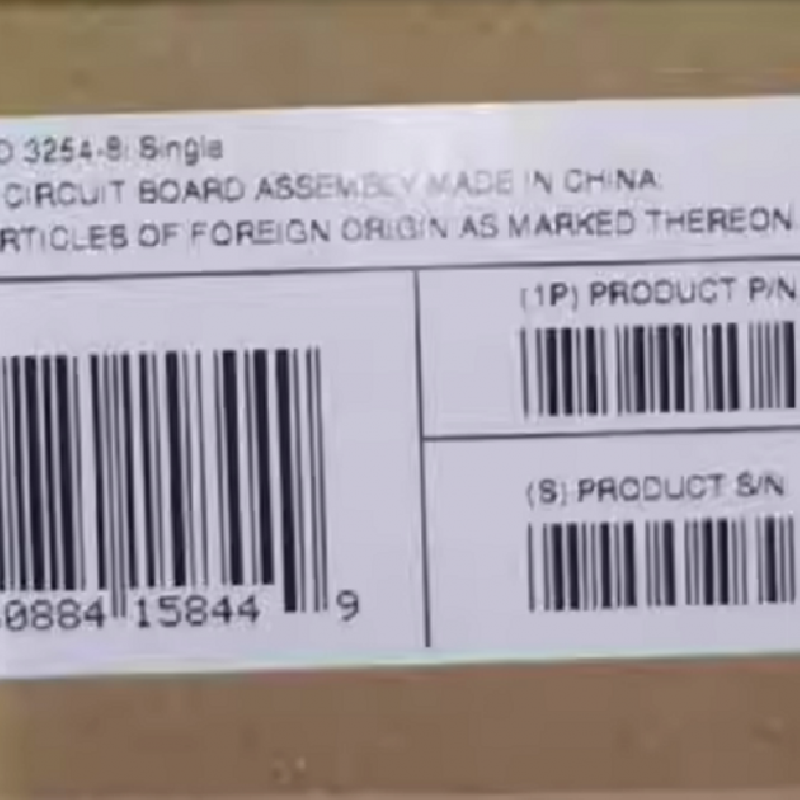 3254-8i Single
CIRCUIT BOARD ASSEMBLY MADE IN CHINA.
RTICLES OF FOREIGN ORIGIN AS MARKED THEREON
(1P) PRODUCT P/N
(S) PRODUCT S/N
0884 15844 9